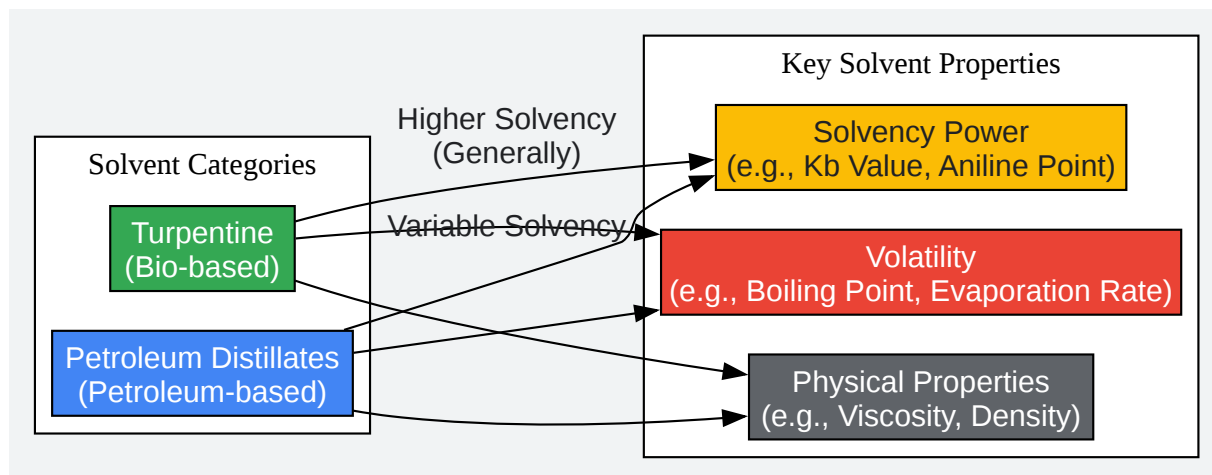 Solvent Categories
Turpentine
(Bio-based)
Petroleum Distillates
(Petroleum-based)
Higher Solvency
(Generally)
Variable Solvency
Key Solvent Properties
Solvency Power
(e.g., Kb Value, Aniline Point)
Volatility
(e.g., Boiling Point, Evaporation Rate)
Physical Properties
(e.g., Viscosity, Density)